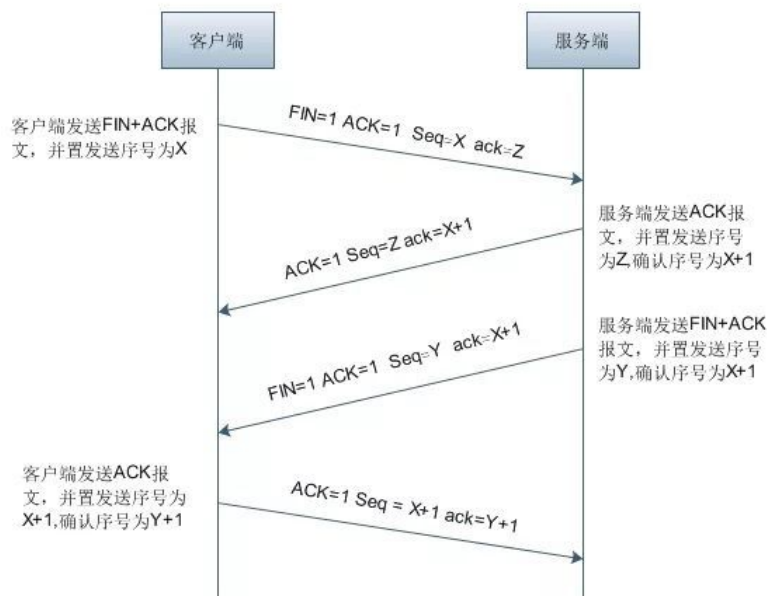 客户端
服务端
客户端发送FIN+ACK报
文，并置发送序号为X
FIN=1 ACK=1 Seq=X ack=Z
服务端发送ACK报
文，并置发送序号
为Z,确认序号为X+1
ACK=1 Seq=Z ack=X+1
服务端发送FIN+ACK
报文，并置发送序号
为Y,确认序号为X+1
FIN=1 ACK=1 Seq=Y ack=X+1
客户端发送ACK报
文，并置发送序号为
X+1,确认序号为Y+1
ACK=1 Seq = X+1 ack=Y+1